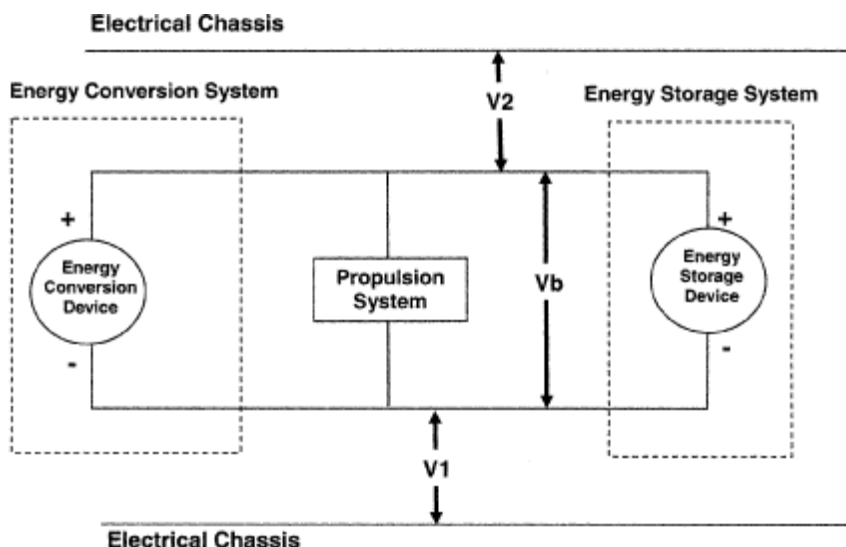 Electrical Chassis
V2
Energy Conversion System
Energy Storage System
+
+
Energy
Conversion
Device
Propulsion
System
Vb
Energy
Storage
Device
-
-
V1
Electrical Chassis